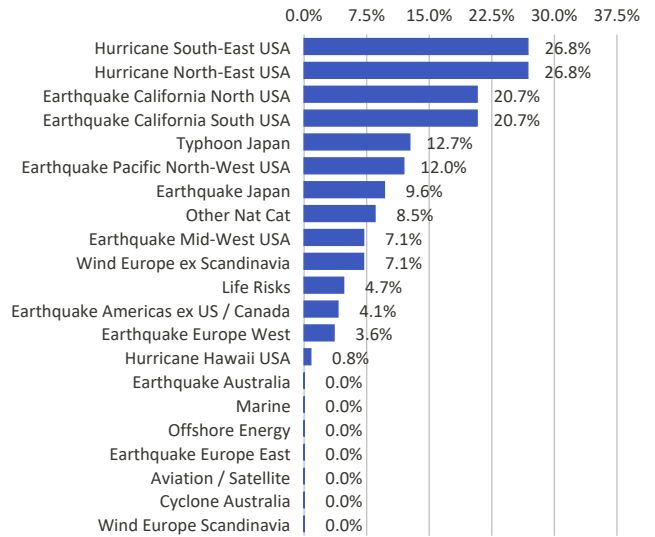 0.0% 7.5% 15.0% 22.5% 30.0% 37.5%
Hurricane South-East USA 26.8%
Hurricane North-East USA 26.8%
Earthquake California North USA 20.7%
Earthquake California South USA 20.7%
Typhoon Japan 12.7%
Earthquake Pacific North-West USA 12.0%
Earthquake Japan 9.6%
Other Nat Cat 8.5%
Earthquake Mid-West USA 7.1%
Wind Europe ex Scandinavia 7.1%
Life Risks 4.7%
Earthquake Americas ex US / Canada 4.1%
Earthquake Europe West 3.6%
Hurricane Hawaii USA 0.8%
Earthquake Australia 0.0%
Marine 0.0%
Offshore Energy 0.0%
Earthquake Europe East 0.0%
Aviation / Satellite 0.0%
Cyclone Australia 0.0%
Wind Europe Scandinavia 0.0%